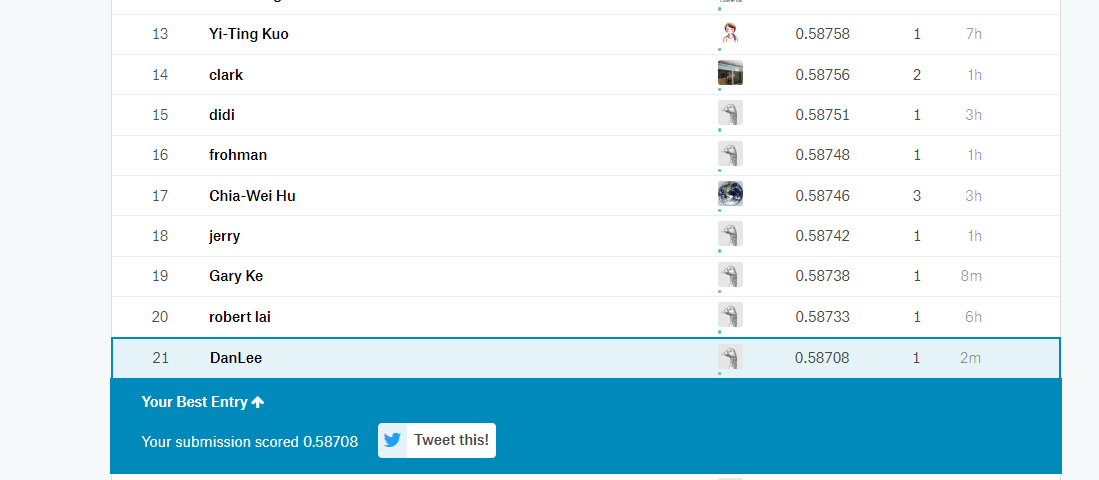 13 Yi-Ting Kuo 0.58758 1 7h
14 clark 0.58756 2 1h
15 didi 0.58751 1 3h
16 frohman 0.58748 1 1h
17 Chia-Wei Hu 0.58746 3 3h
18 jerry 0.58742 1 1h
19 Gary Ke 0.58738 1 8m
20 robert lai 0.58733 1 6h
21 DanLee 0.58708 1 2m
Your Best Entry
Your submission scored 0.58708 Tweet this!